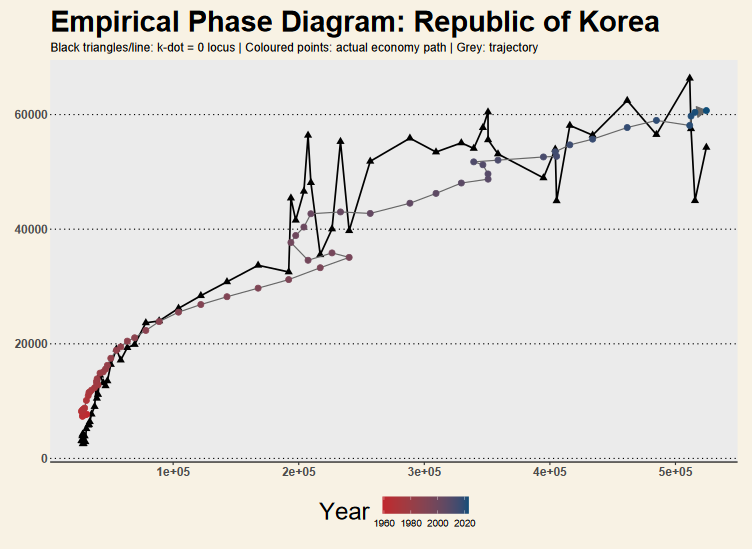 Empirical Phase Diagram: Republic of Korea
Black triangles/line: k-dot = 0 locus | Coloured points: actual economy path | Grey: trajectory
60000
40000
20000
0
1e+05 2e+05 3e+05 4e+05 5e+05
Year
1960 1980 2000 2020